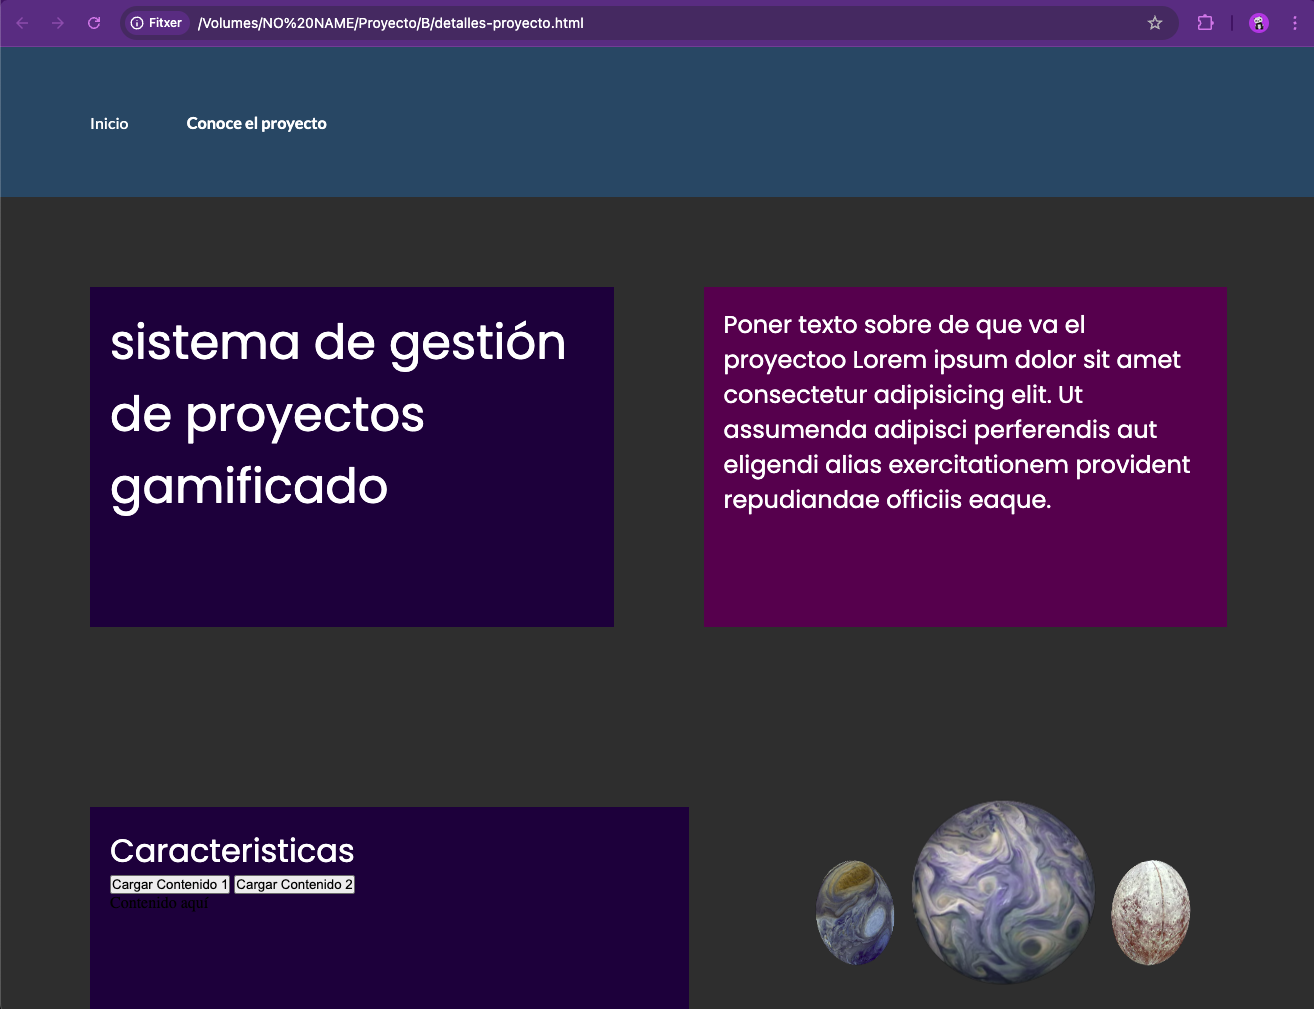 Fitxer
/Volumes/NO%20NAME/Proyecto/B/detalles-proyecto.html
Inicio
Conoce el proyecto
sistema de gestión
de proyectos
gamificado
Poner texto sobre de que va el
proyectoo Lorem ipsum dolor sit amet
consectetur adipisicing elit. Ut
assumenda adipisci perferendis aut
eligendi alias exercitationem provident
repudiandae officiis eaque.
Caracteristicas
Cargar Contenido 1 Cargar Contenido 2
Contenido aquí